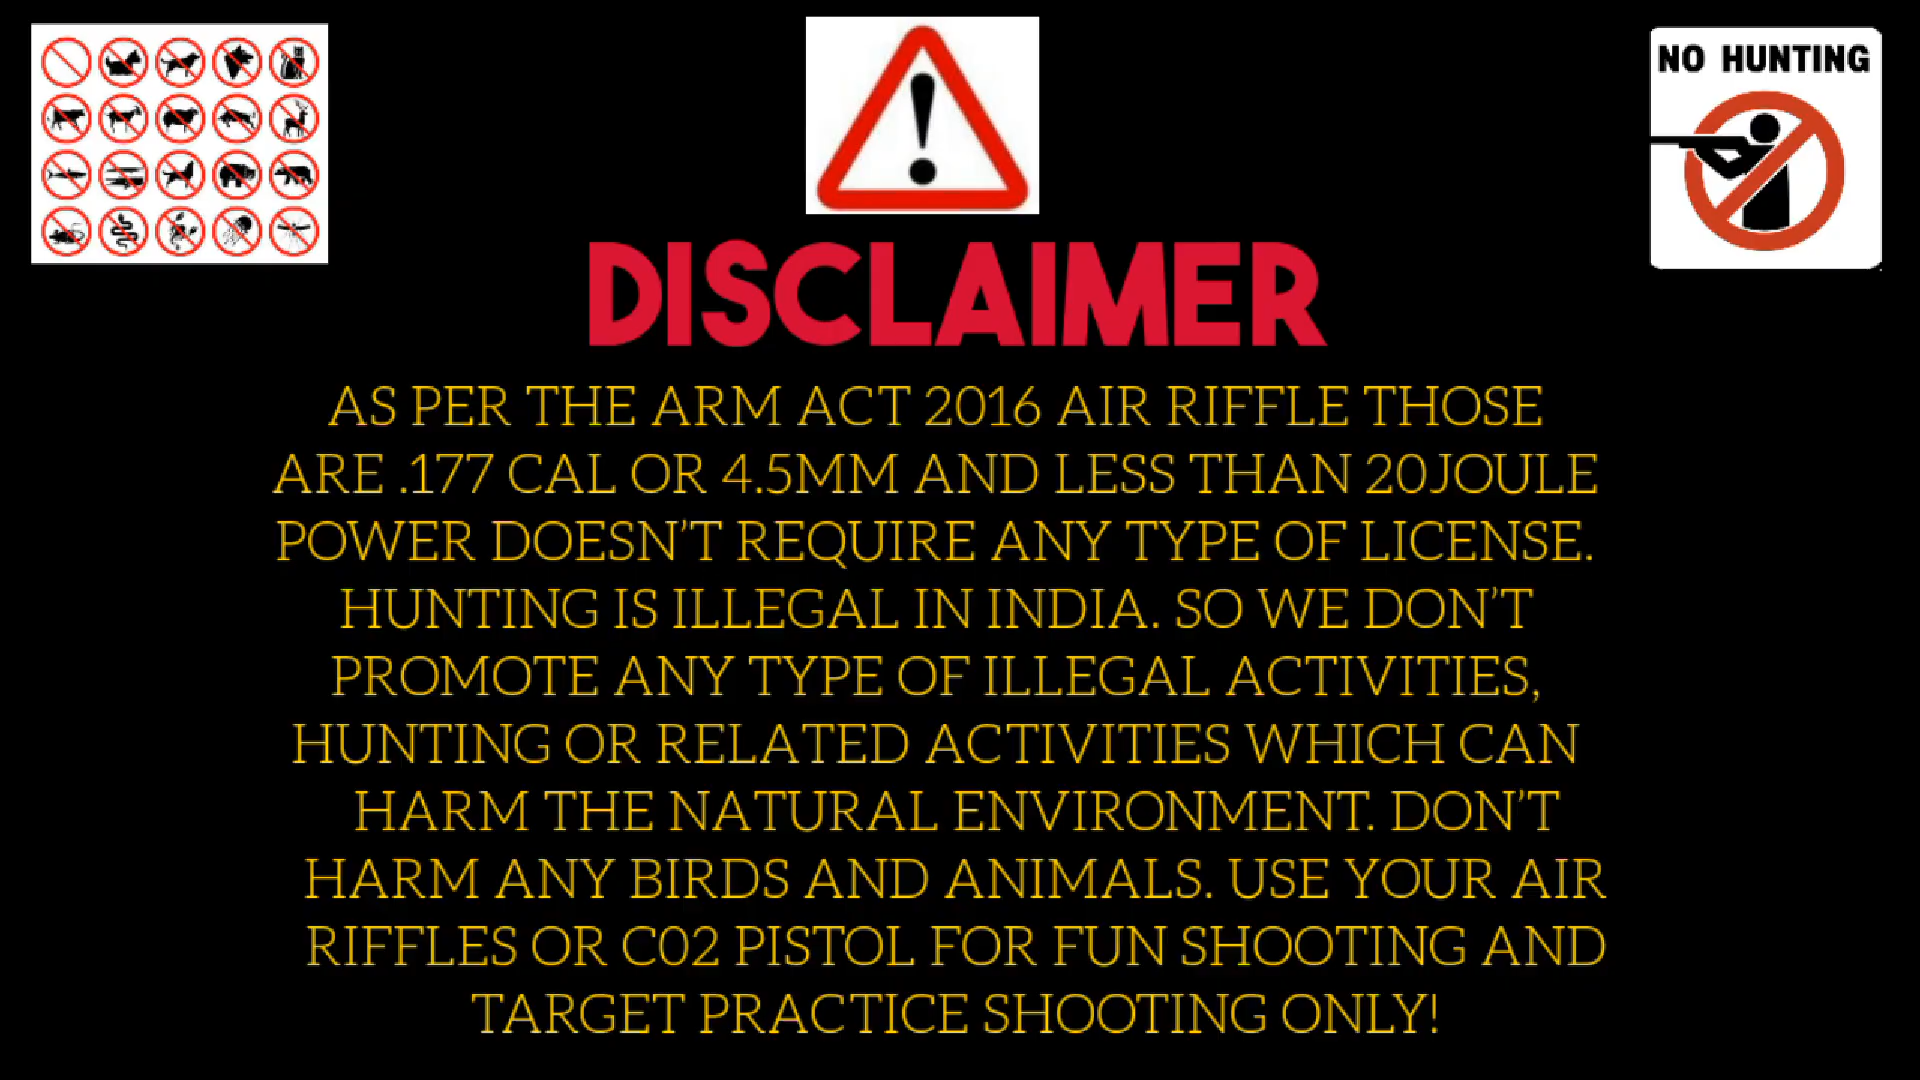 NO HUNTING
DISCLAIMER
AS PER THE ARM ACT 2016 AIR RIFFLE THOSE
ARE .177 CAL OR 4.5MM AND LESS THAN 20JOULE
POWER DOESN'T REQUIRE ANY TYPE OF LICENSE.
HUNTING IS ILLEGAL IN INDIA. SO WE DON'T
PROMOTE ANY TYPE OF ILLEGAL ACTIVITIES,
HUNTING OR RELATED ACTIVITIES WHICH CAN
HARM THE NATURAL ENVIRONMENT. DON'T
HARM ANY BIRDS AND ANIMALS. USE YOUR AIR
RIFFLES OR C02 PISTOL FOR FUN SHOOTING AND
TARGET PRACTICE SHOOTING ONLY!